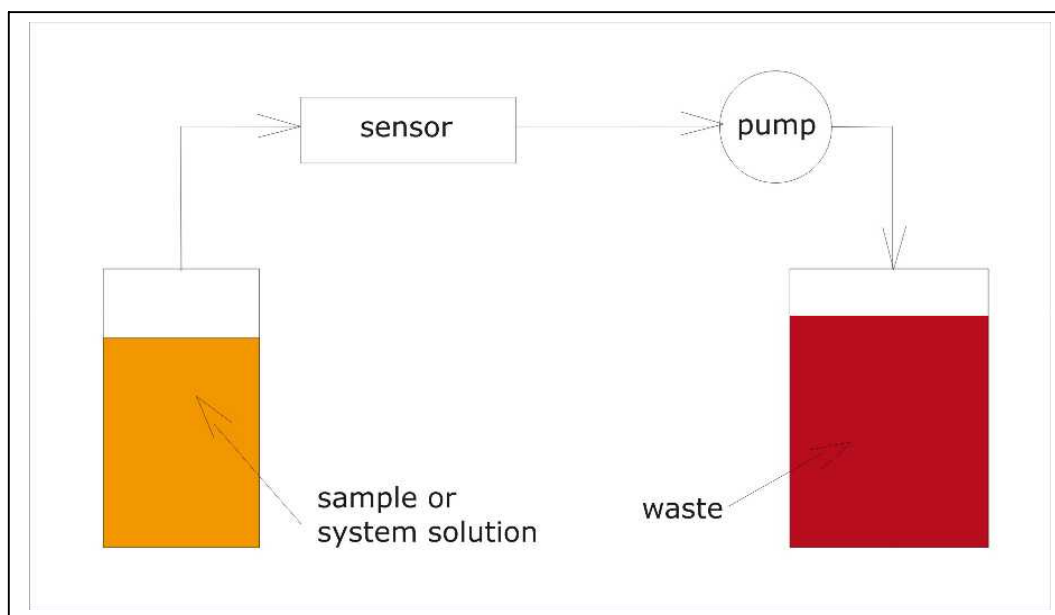 sensor
pump
sample or
system solution
waste